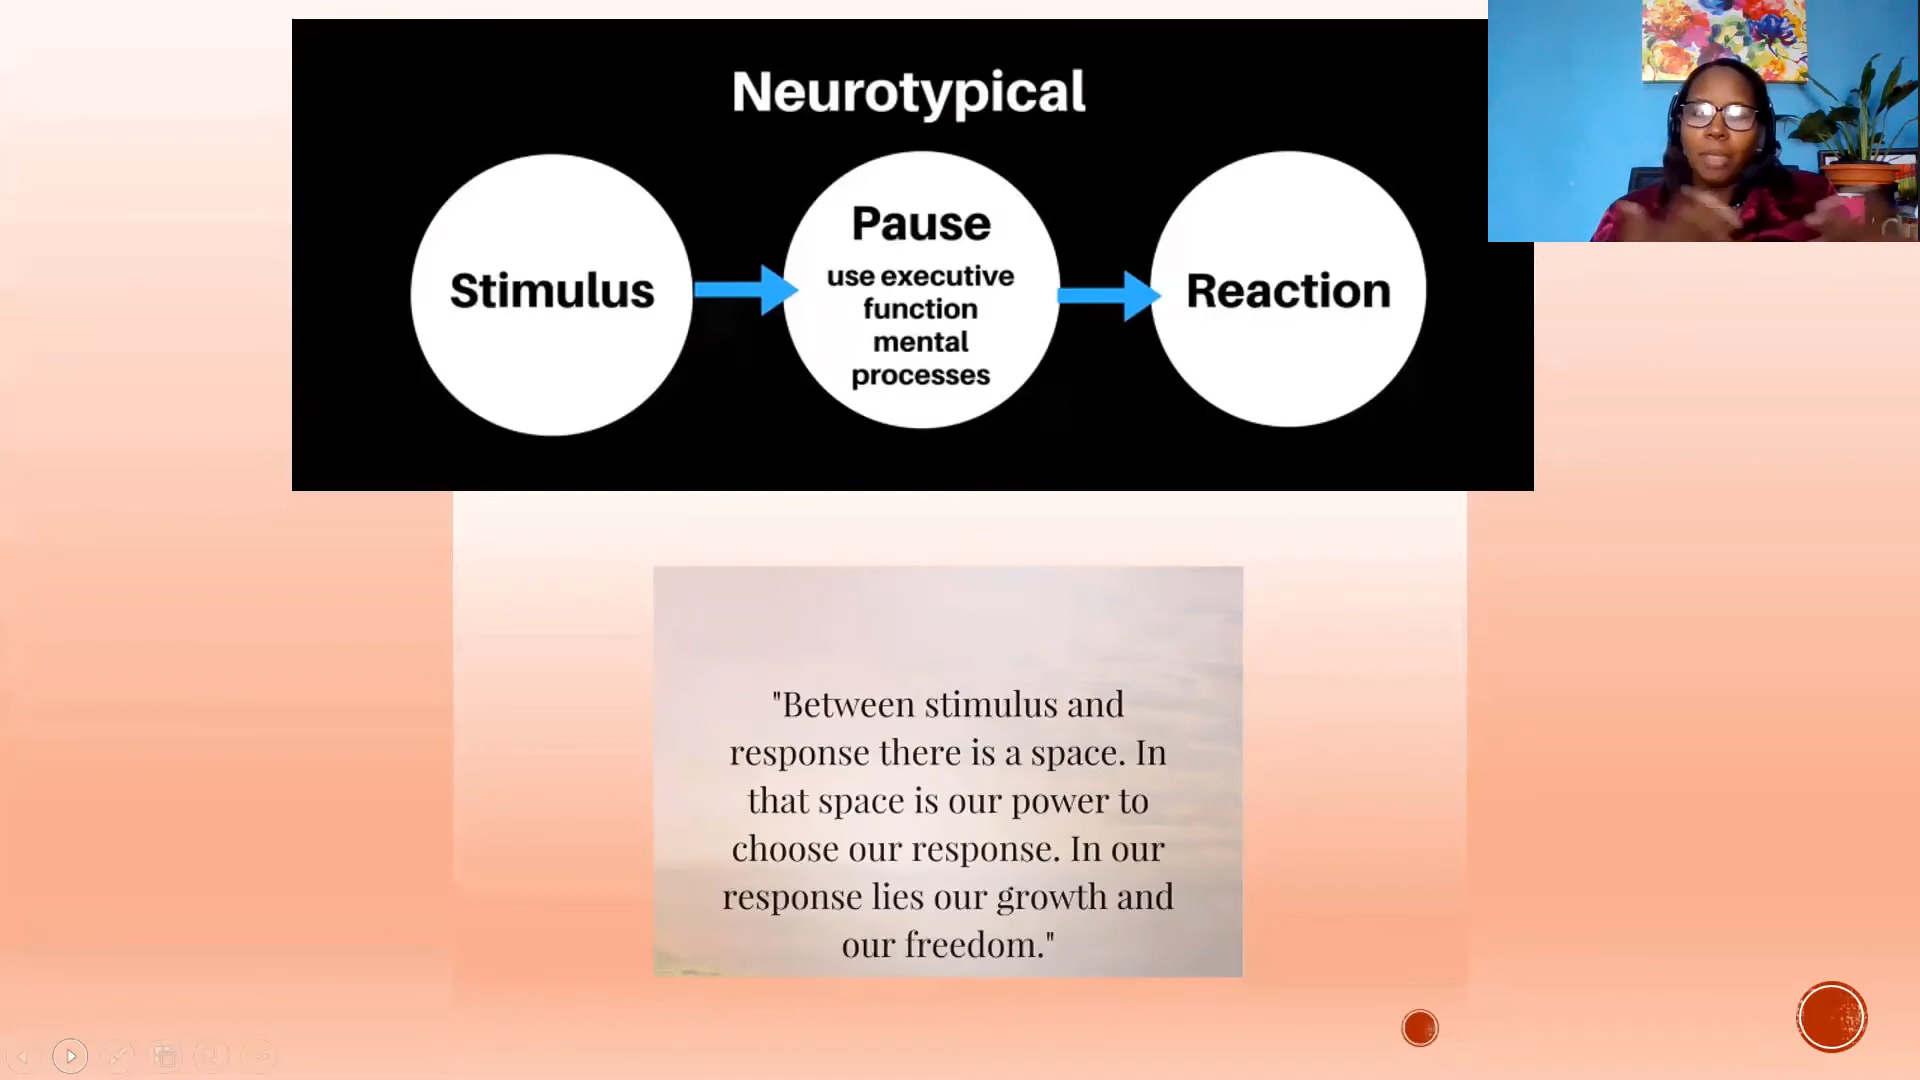 Neurotypical
Stimulus
Pause
use executive
function
mental
processes
Reaction
"Between stimulus and
response there is a space. In
that space is our power to
choose our response. In our
response lies our growth and
our freedom."